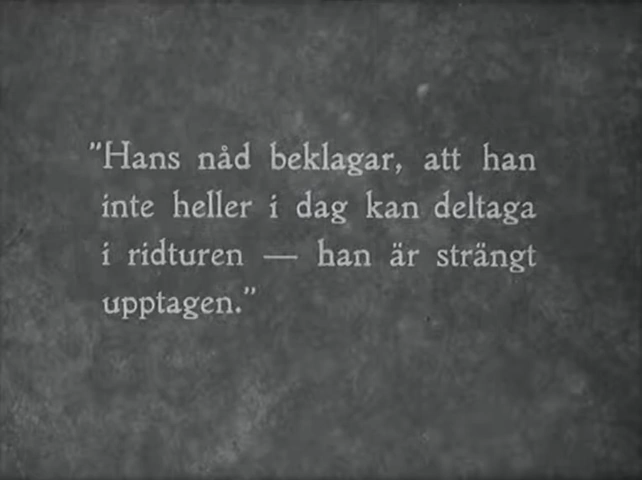 "Hans nåd beklagar, att han
inte heller i dag kan deltaga
i ridturen — han är strängt
upptagen."